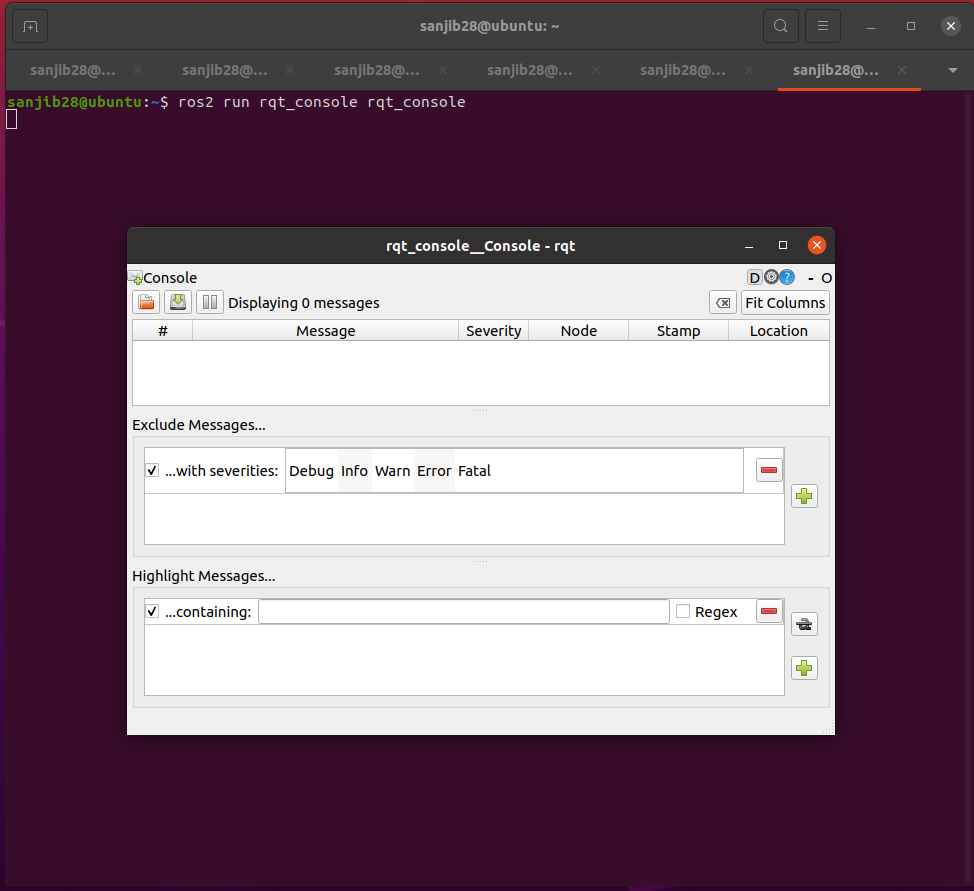 sanjib28@ubuntu: ~
sanjib28@... sanjib28@... sanjib28@... sanjib28@... sanjib28@... sanjib28@...
sanjib28@ubuntu:~$ ros2 run rqt_console rqt_console
rqt_console__Console - rqt
Console D ? - O
Displaying 0 messages Fit Columns
# Message Severity Node Stamp Location
Exclude Messages...
...with severities: Debug Info Warn Error Fatal
Highlight Messages...
...containing: Regex